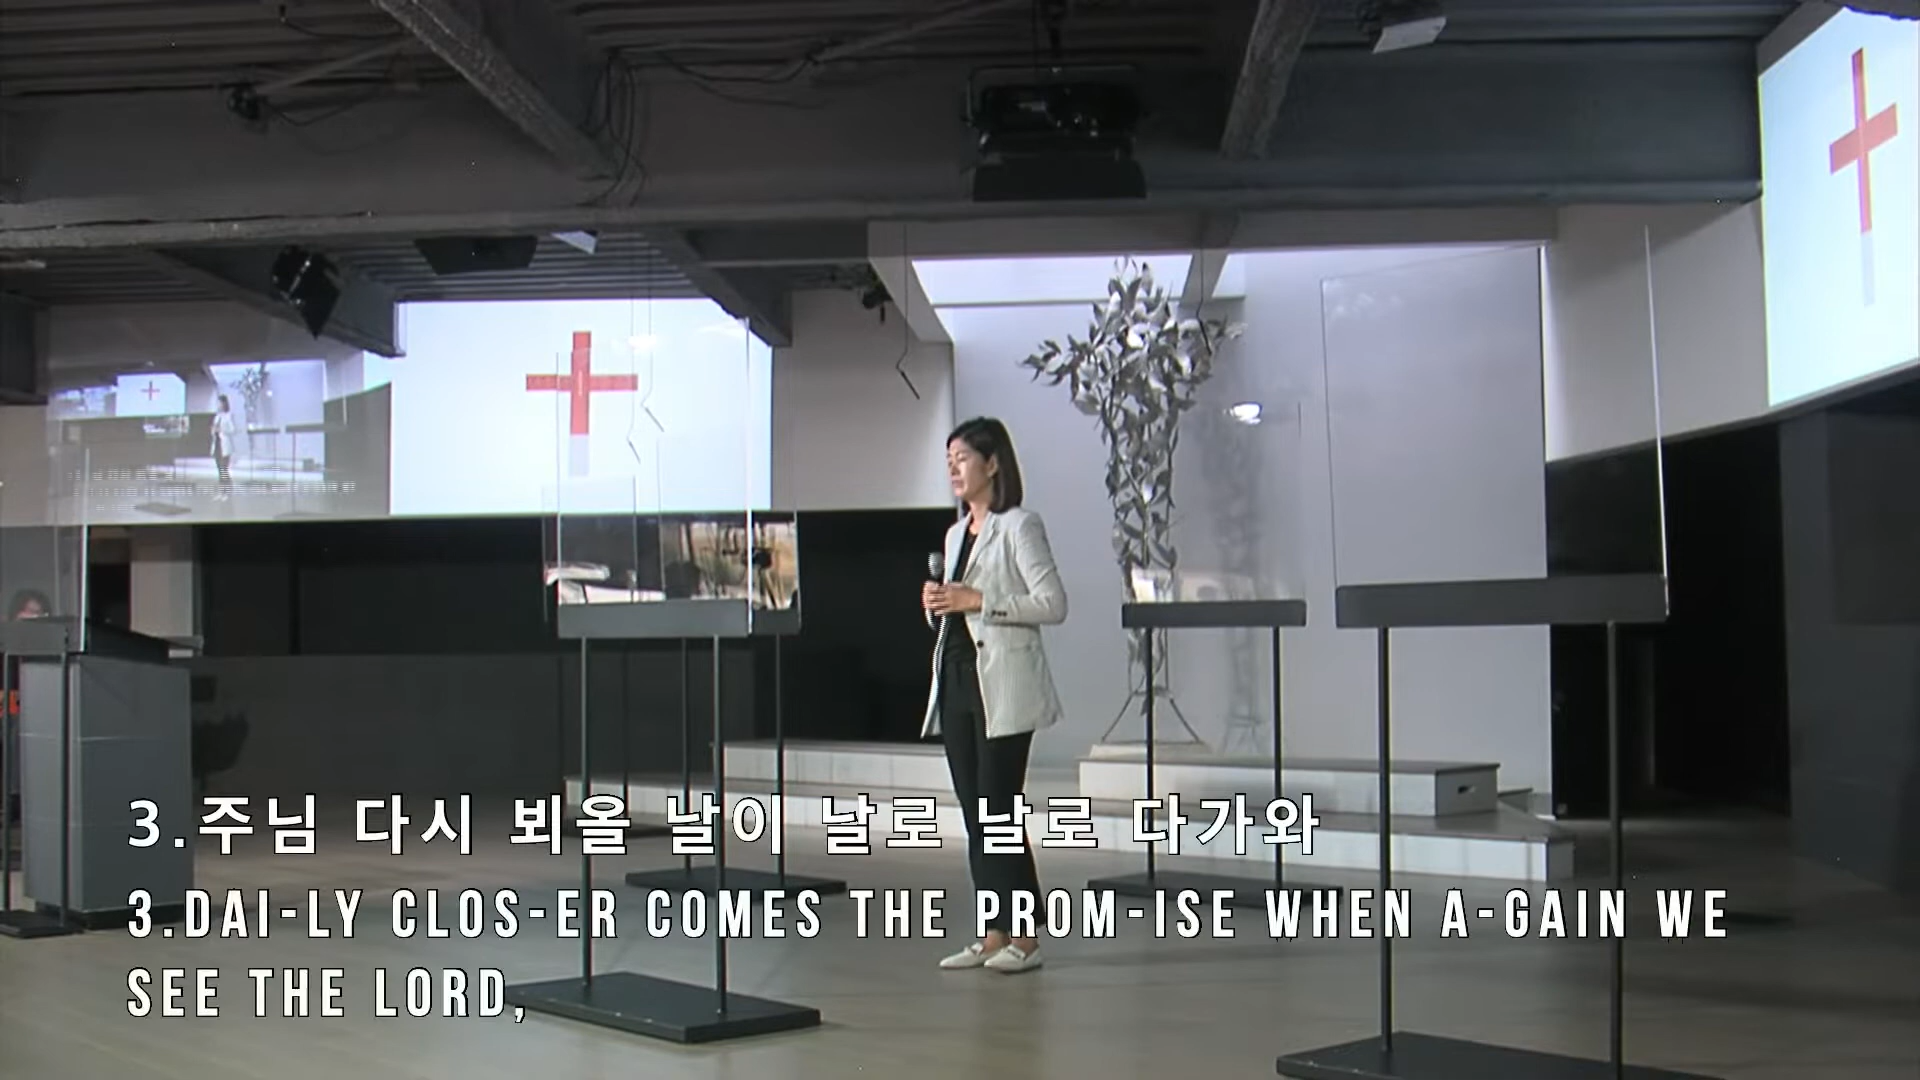 3.주님 다시 뵈올 날이 날로 날로 다가와
3.DAI-LY CLOS-ER COMES THE PROM-ISE WHEN A-GAIN WE
SEE THE LORD,